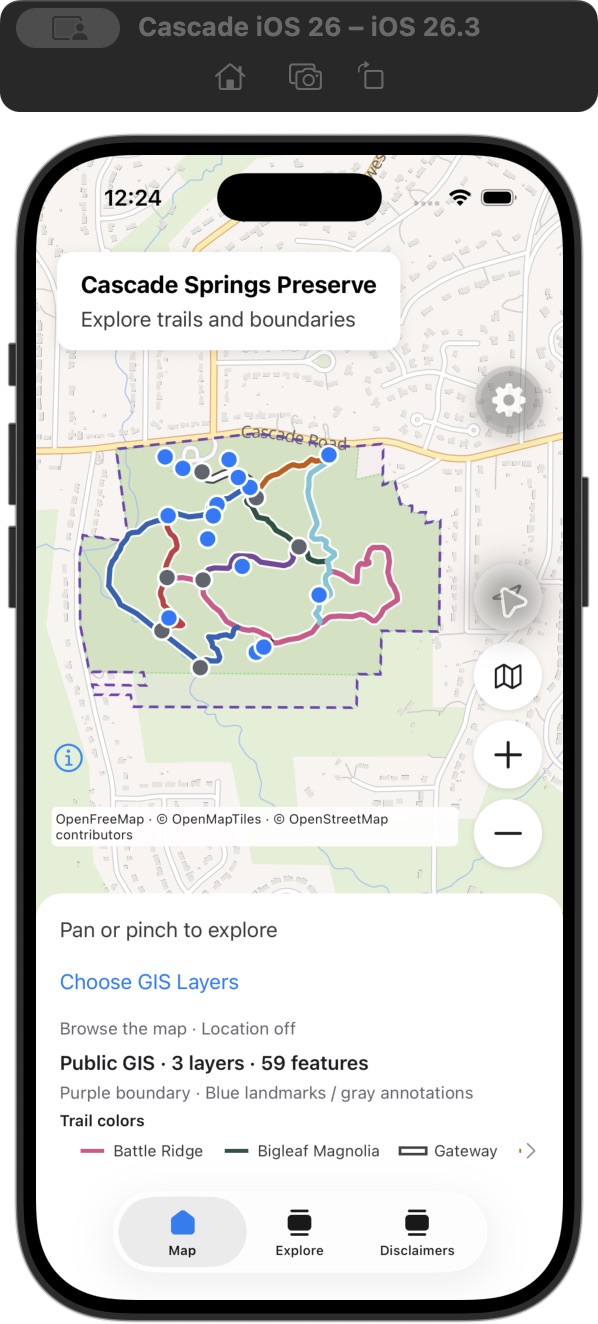 Cascade iOS 26 – iOS 26.3
12:24
Cascade Springs Preserve
Explore trails and boundaries
Cascade Road
OpenFreeMap · © OpenMapTiles · © OpenStreetMap
contributors
Pan or pinch to explore
Choose GIS Layers
Browse the map · Location off
Public GIS · 3 layers · 59 features
Purple boundary · Blue landmarks / gray annotations
Trail colors
Battle Ridge Bigleaf Magnolia Gateway
Map Explore Disclaimers